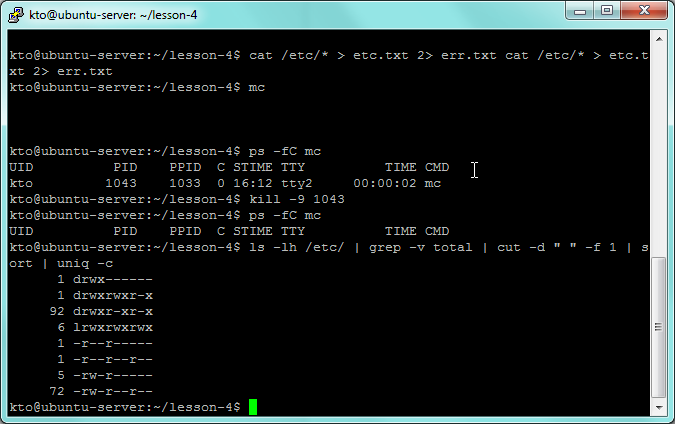 kto@ubuntu-server: ~/lesson-4
kto@ubuntu-server:~/lesson-4$ cat /etc/* > etc.txt 2> err.txt cat /etc/* > etc.t
xt 2> err.txt
kto@ubuntu-server:~/lesson-4$ mc
kto@ubuntu-server:~/lesson-4$ ps -fC mc
UID        PID  PPID  C STIME TTY          TIME CMD
kto       1043  1033  0 16:12 tty2     00:00:02 mc
kto@ubuntu-server:~/lesson-4$ kill -9 1043
kto@ubuntu-server:~/lesson-4$ ps -fC mc
UID        PID  PPID  C STIME TTY          TIME CMD
kto@ubuntu-server:~/lesson-4$ ls -lh /etc/ | grep -v total | cut -d " " -f 1 | s
ort | uniq -c
      1 drwx------
      1 drwxrwxr-x
     92 drwxr-xr-x
      6 lrwxrwxrwx
      1 -r--r-----
      1 -r--r--r--
      5 -rw-r-----
     72 -rw-r--r--
kto@ubuntu-server:~/lesson-4$